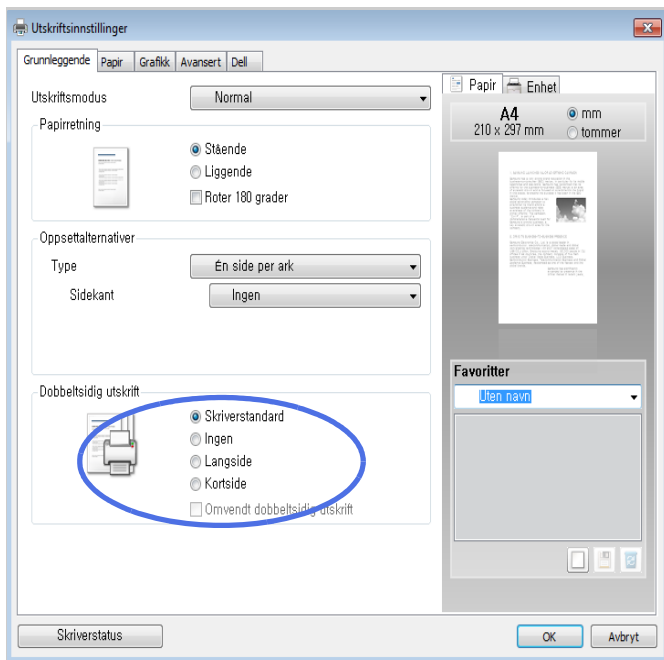 Utskriftsinnstillinger
Grunnleggende Papir Grafikk Avansert Dell
Utskriftsmodus Normal
Papirretning
Stående
Liggende
Roter 180 grader
Oppsettalternativer
Type Én side per ark
Sidekant Ingen
Dobbeltsidig utskrift
Skriverstandard
Ingen
Langside
Kortside
Omvendt dobbeltsidig utskrift
Papir Enhet
A4
210 x 297 mm
mm
tommer
Favoritter
Uten navn
Skriverstatus OK Avbryt